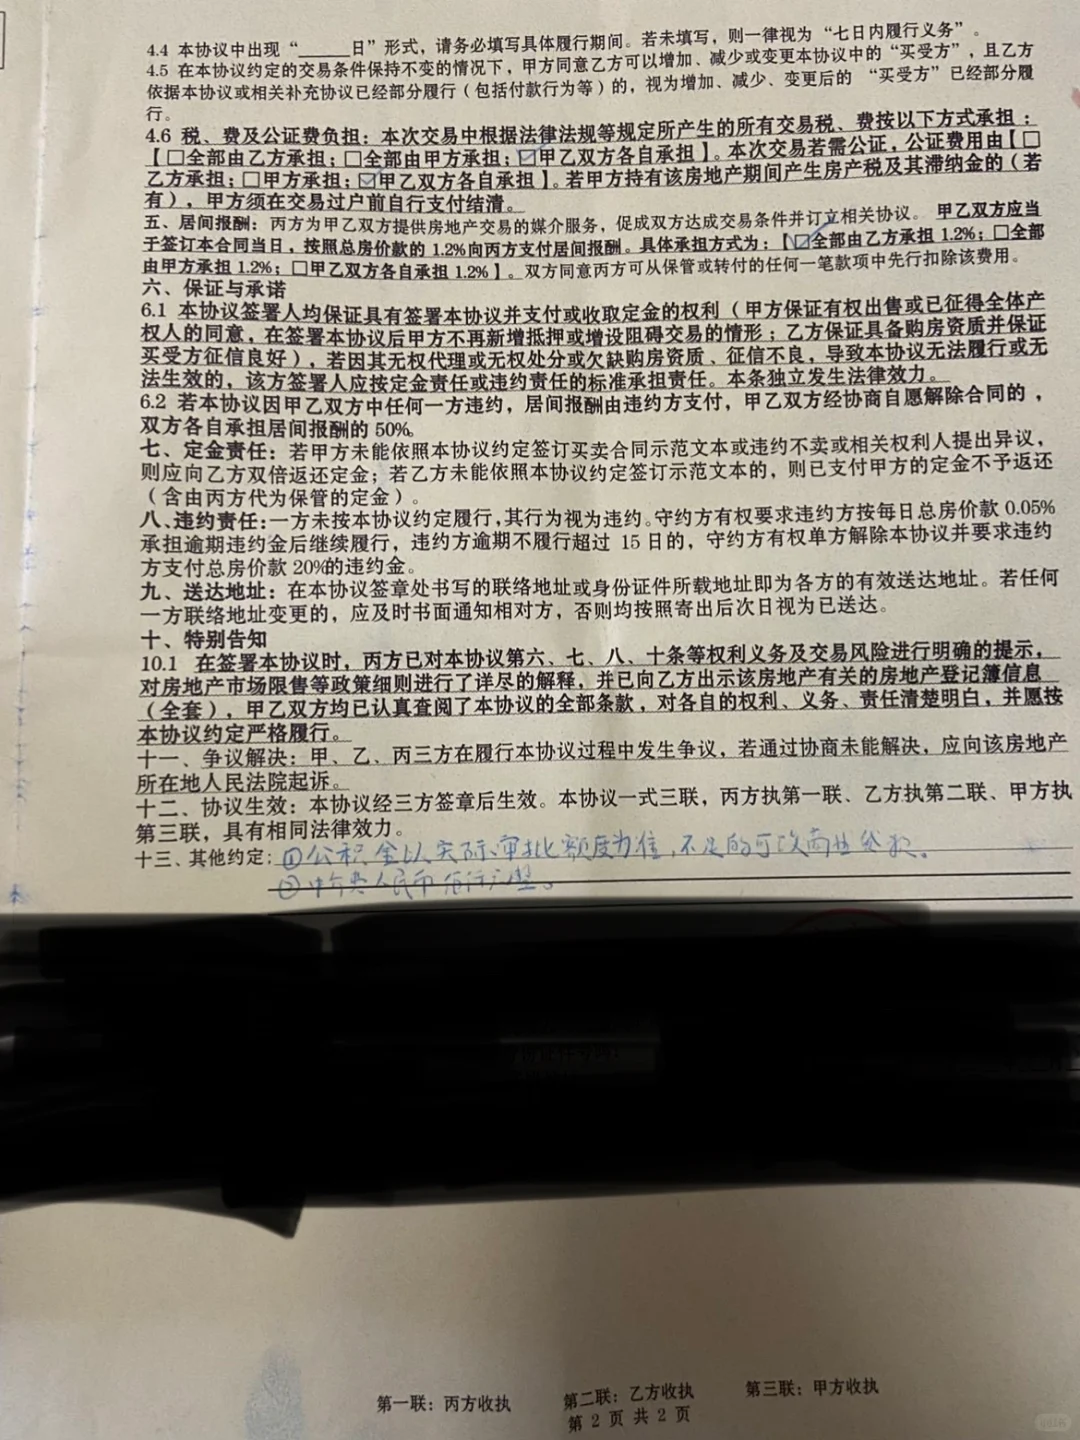 4.4 本协议中出现“______日”形式，请务必填写具体履行期间。若未填写，则一律视为“七日内履行义务”。
4.5 在本协议约定的交易条件保持不变的情况下，甲方同意乙方可以增加、减少或变更本协议中的“买受方”，且乙方
依据本协议或相关补充协议已经部分履行（包括付款行为等）的，视为增加、减少、变更后的 “买受方”已经部分履
行。
4.6 税、费及公证费负担：本次交易中根据法律法规等规定所产生的所有交易税、费按以下方式承担：
【☐全部由乙方承担；☐全部由甲方承担；☑甲乙双方各自承担】。本次交易若需公证，公证费用由【☐
乙方承担；☐甲方承担；☑甲乙双方各自承担】。若甲方持有该房地产期间产生房产税及其滞纳金的（若
有），甲方须在交易过户前自行支付结清。
五、居间报酬：丙方为甲乙双方提供房地产交易的媒介服务，促成双方达成交易条件并订立相关协议。 甲乙双方应当
于签订本合同当日，按照总房价款的 1.2%向丙方支付居间报酬。具体承担方式为：【☑全部由乙方承担 1.2%；☐全部
由甲方承担 1.2%；☐甲乙双方各自承担 1.2%】。双方同意丙方可从保管或转付的任何一笔款项中先行扣除该费用。
六、保证与承诺
6.1 本协议签署人均保证具有签署本协议并支付或收取定金的权利（甲方保证有权出售或已征得全体产
权人的同意，在签署本协议后甲方不再新增抵押或增设阻碍交易的情形；乙方保证具备购房资质并保证
买受方征信良好），若因其无权代理或无权处分或欠缺购房资质、征信不良，导致本协议无法履行或无
法生效的，该方签署人应按定金责任或违约责任的标准承担责任。本条独立发生法律效力。
6.2 若本协议因甲乙双方中任何一方违约，居间报酬由违约方支付，甲乙双方经协商自愿解除合同的，
双方各自承担居间报酬的 50%。
七、定金责任：若甲方未能依照本协议约定签订买卖合同示范文本或违约不卖或相关权利人提出异议，
则应向乙方双倍返还定金；若乙方未能依照本协议约定签订示范文本的，则已支付甲方的定金不予返还
（含由丙方代为保管的定金）。
八、违约责任：一方未按本协议约定履行，其行为视为违约。守约方有权要求违约方按每日总房价款 0.05%
承担逾期违约金后继续履行，违约方逾期不履行超过 15 日的，守约方有权单方解除本协议并要求违约
方支付总房价款 20%的违约金。
九、送达地址：在本协议签章处书写的联络地址或身份证件所载地址即为各方的有效送达地址。若任何
一方联络地址变更的，应及时书面通知相对方，否则均按照寄出后次日视为已送达。
十、特别告知
10.1 在签署本协议时，丙方已对本协议第六、七、八、十条等权利义务及交易风险进行明确的提示，
对房地产市场限售等政策细则进行了详尽的解释，并已向乙方出示该房地产有关的房地产登记簿信息
（全套），甲乙双方均已认真查阅了本协议的全部条款，对各自的权利、义务、责任清楚明白，并愿按
本协议约定严格履行。
十一、争议解决：甲、乙、丙三方在履行本协议过程中发生争议，若通过协商未能解决，应向该房地产
所在地人民法院起诉。
十二、协议生效：本协议经三方签章后生效。本协议一式三联，丙方执第一联、乙方执第二联、甲方执
第三联，具有相同法律效力。
十三、其他约定：①公积金以实际审批额度为准，不足的可改商业贷款。
第一联：丙方收执 第二联：乙方收执 第三联：甲方收执
第 2 页 共 2 页